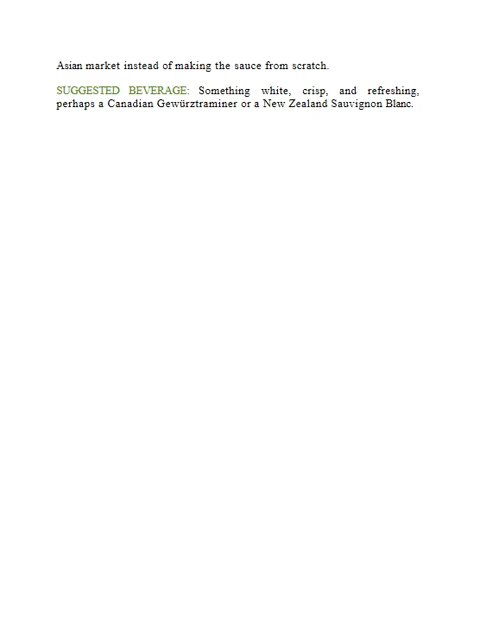 Asian market instead of making the sauce from scratch.
SUGGESTED BEVERAGE: Something white, crisp, and refreshing,
perhaps a Canadian Gewürztraminer or a New Zealand Sauvignon Blanc.